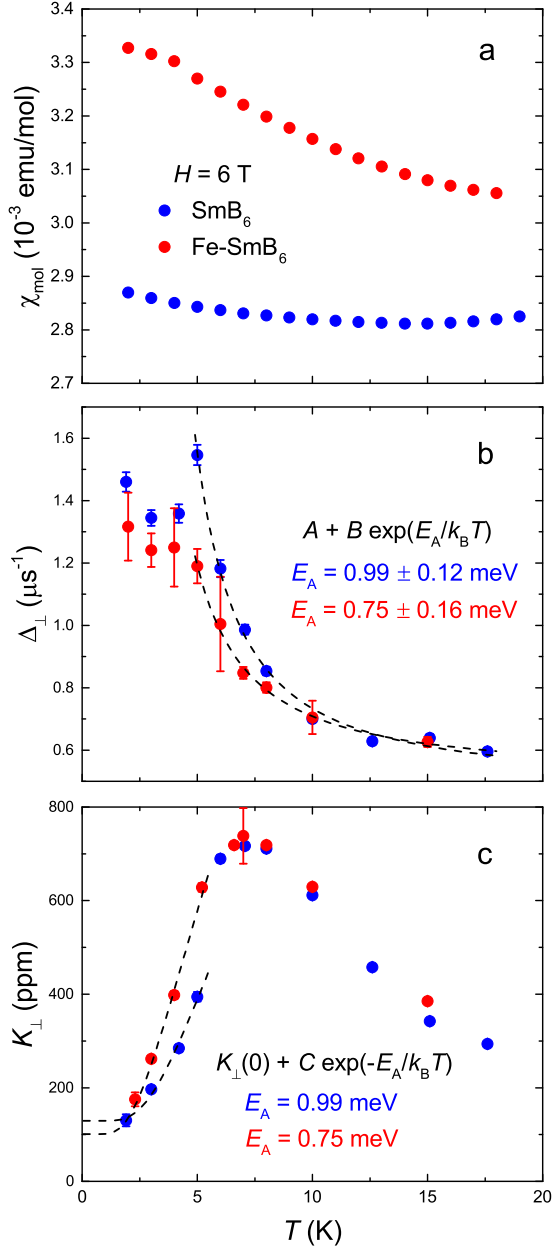 3.4
3.3
3.2
3.1
3.0
2.9
2.8
2.7
χmol (10-3 emu/mol)
a
H = 6 T
SmB6
Fe-SmB6
1.6
1.4
1.2
1.0
0.8
0.6
Δ⊥ (μs-1)
b
A + B exp(EA/kBT)
EA = 0.99 ± 0.12 meV
EA = 0.75 ± 0.16 meV
800
600
400
200
0
K⊥ (ppm)
c
K⊥(0) + C exp(-EA/kBT)
EA = 0.99 meV
EA = 0.75 meV
0 5 10 15 20
T (K)